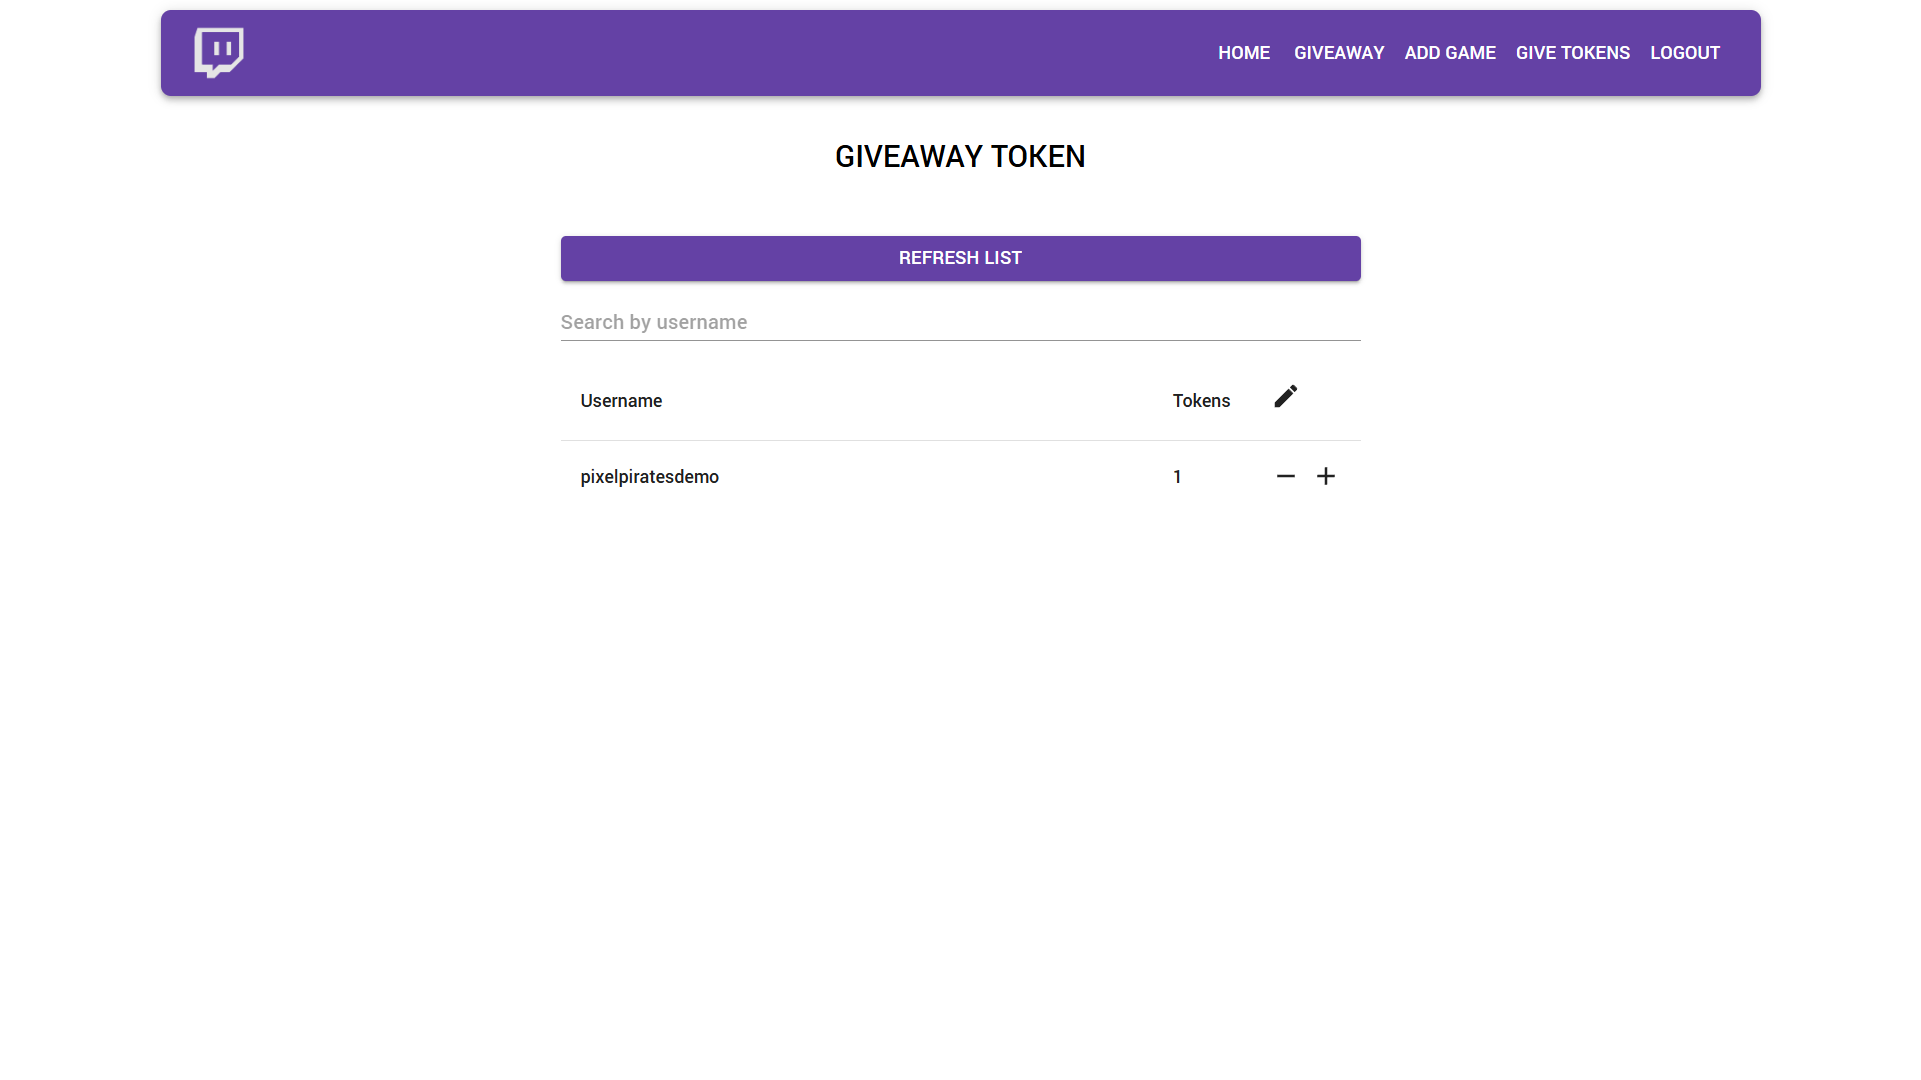 HOME GIVEAWAY ADD GAME GIVE TOKENS LOGOUT
GIVEAWAY TOKEN
REFRESH LIST
Search by username
Username Tokens
pixelpiratesdemo 1